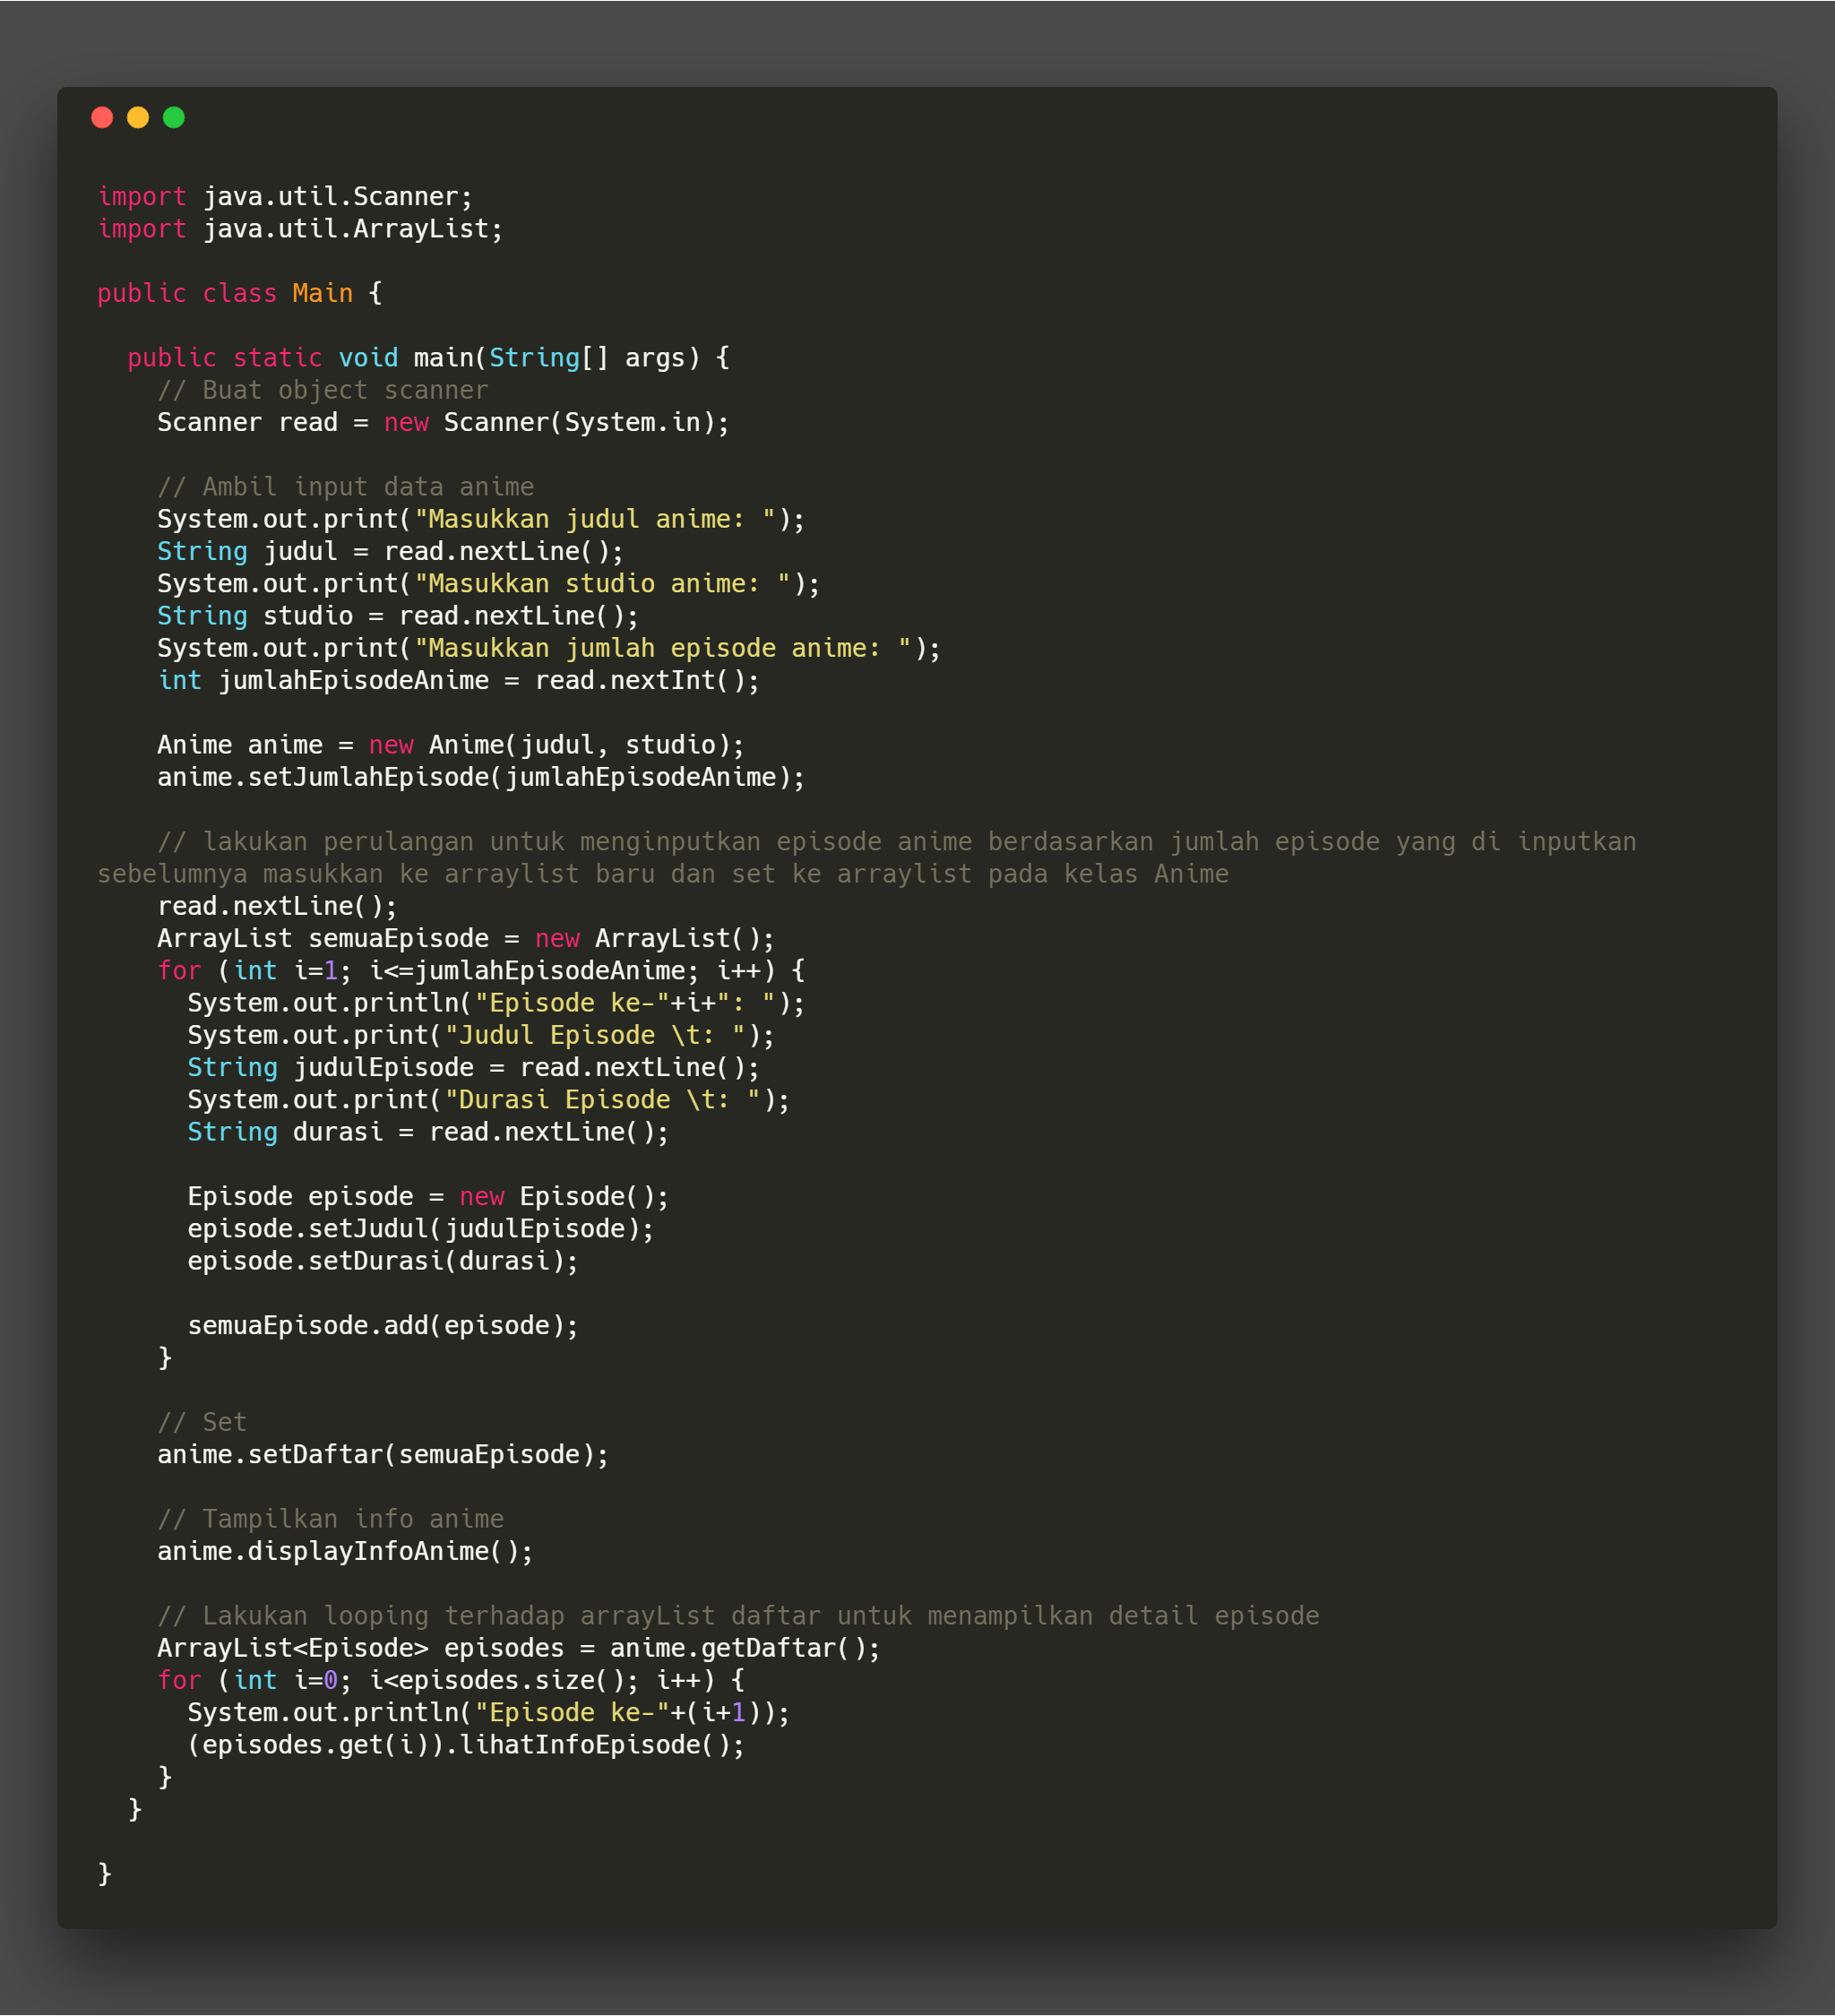 import java.util.Scanner;
import java.util.ArrayList;

public class Main {

  public static void main(String[] args) {
    // Buat object scanner
    Scanner read = new Scanner(System.in);

    // Ambil input data anime
    System.out.print("Masukkan judul anime: ");
    String judul = read.nextLine();
    System.out.print("Masukkan studio anime: ");
    String studio = read.nextLine();
    System.out.print("Masukkan jumlah episode anime: ");
    int jumlahEpisodeAnime = read.nextInt();

    Anime anime = new Anime(judul, studio);
    anime.setJumlahEpisode(jumlahEpisodeAnime);

    // lakukan perulangan untuk menginputkan episode anime berdasarkan jumlah episode yang di inputkan
sebelumnya masukkan ke arraylist baru dan set ke arraylist pada kelas Anime
    read.nextLine();
    ArrayList semuaEpisode = new ArrayList();
    for (int i=1; i<=jumlahEpisodeAnime; i++) {
      System.out.println("Episode ke-"+i+": ");
      System.out.print("Judul Episode \t: ");
      String judulEpisode = read.nextLine();
      System.out.print("Durasi Episode \t: ");
      String durasi = read.nextLine();

      Episode episode = new Episode();
      episode.setJudul(judulEpisode);
      episode.setDurasi(durasi);

      semuaEpisode.add(episode);
    }

    // Set
    anime.setDaftar(semuaEpisode);

    // Tampilkan info anime
    anime.displayInfoAnime();

    // Lakukan looping terhadap arrayList daftar untuk menampilkan detail episode
    ArrayList<Episode> episodes = anime.getDaftar();
    for (int i=0; i<episodes.size(); i++) {
      System.out.println("Episode ke-"+(i+1));
      (episodes.get(i)).lihatInfoEpisode();
    }
  }

}